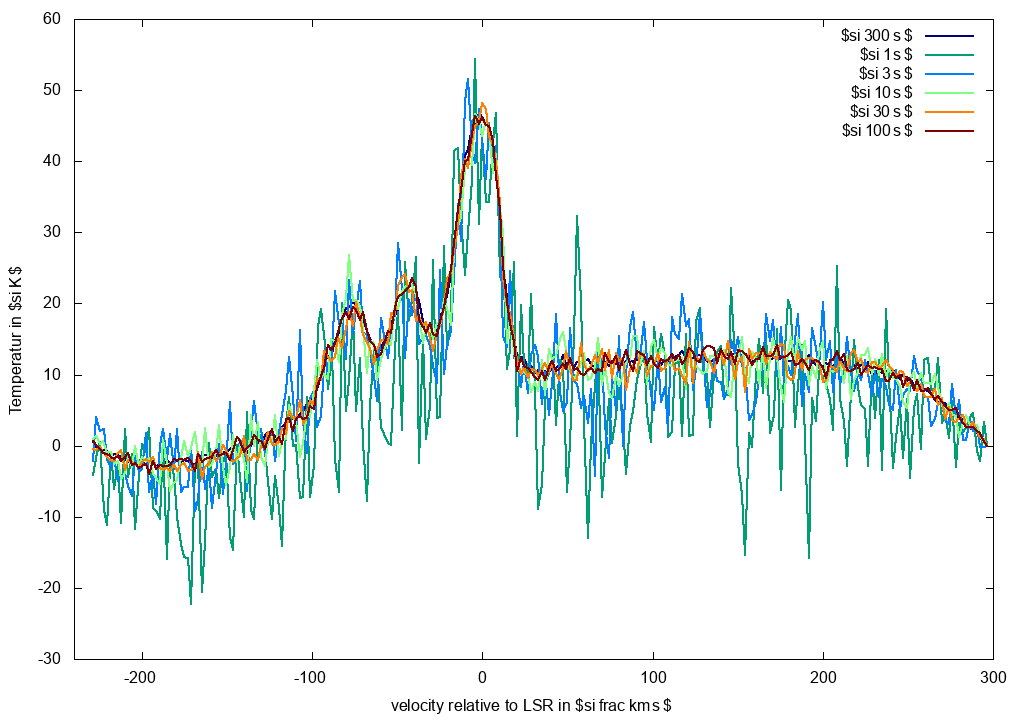 60
50
40
30
20
10
0
-10
-20
-30
-200
-100
0
100
200
300
Temperatur in $si K$
velocity relative to LSR in $si frac kms $
$si 300 s $
$si 1 s $
$si 3 s $
$si 10 s $
$si 30 s $
$si 100 s $